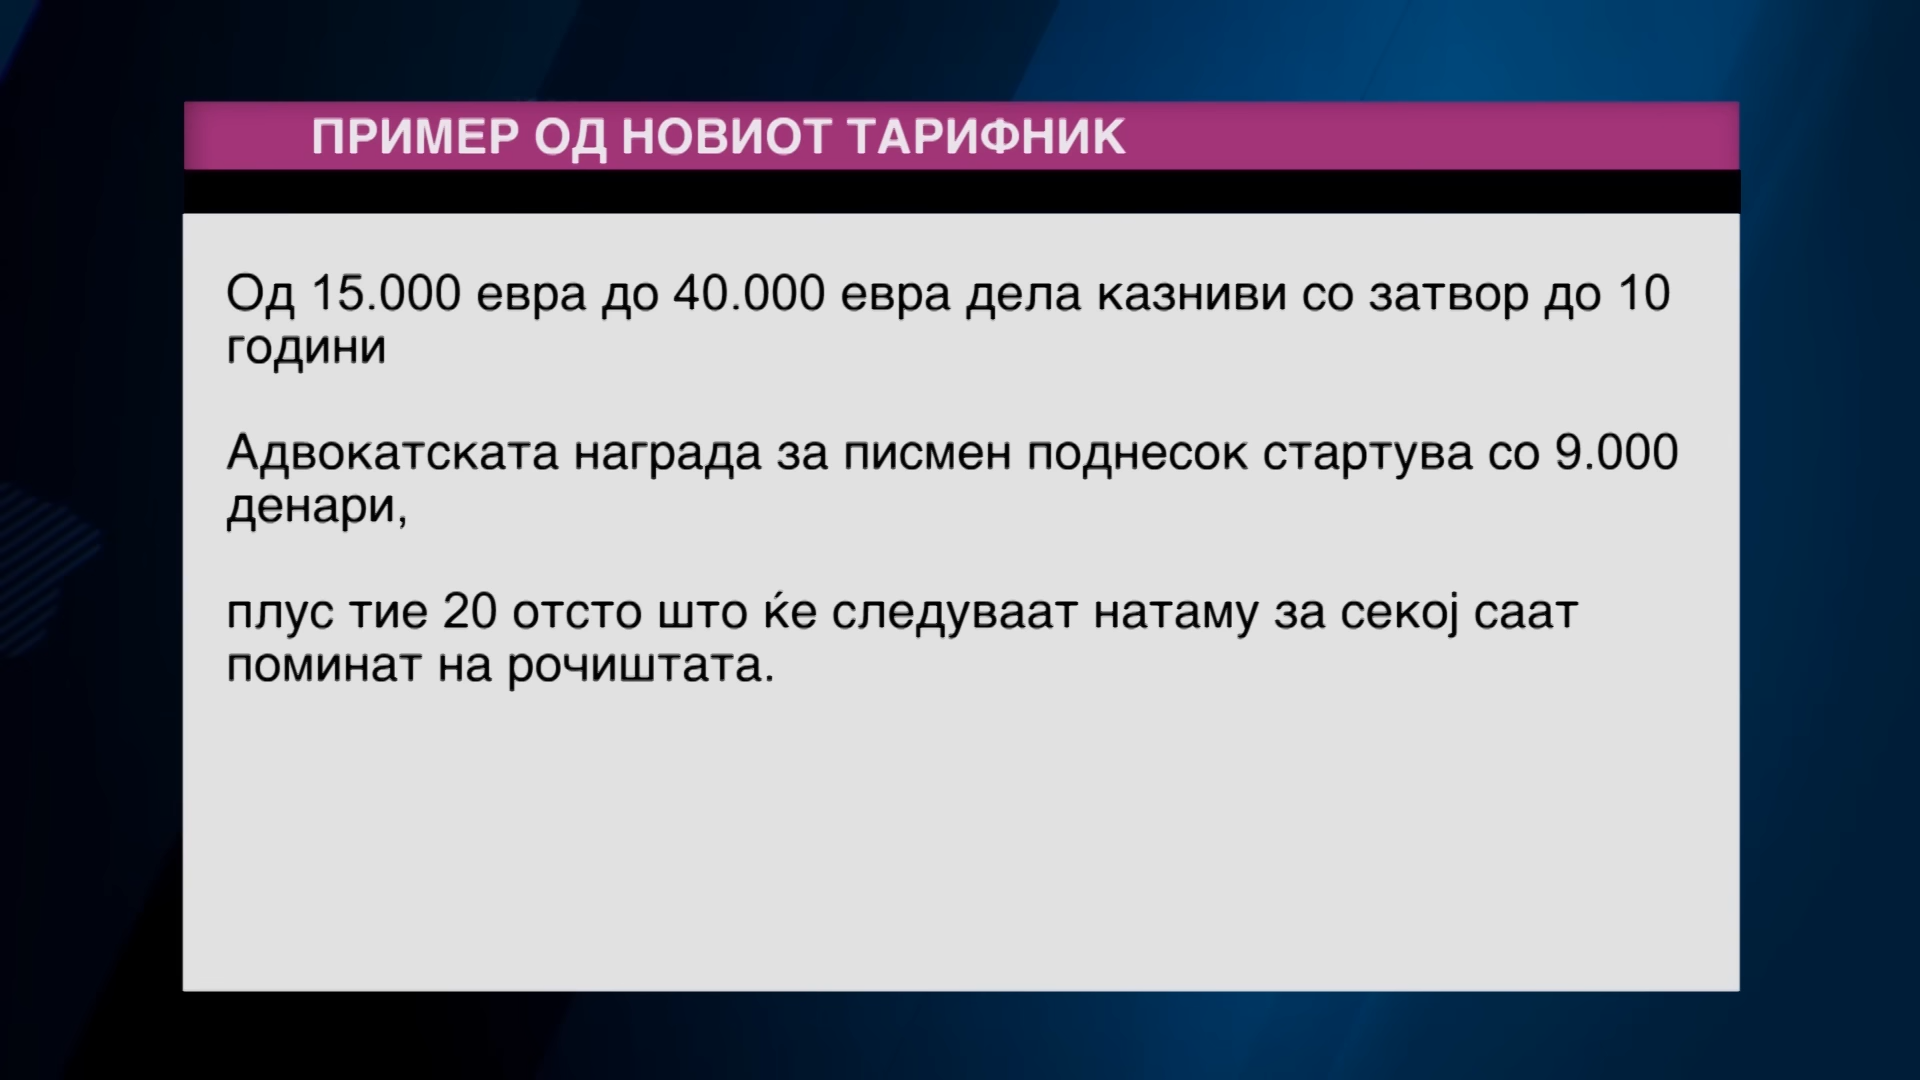 ПРИМЕР ОД НОВИОТ ТАРИФНИК
Од 15.000 евра до 40.000 евра дела казниви со затвор до 10
години
Адвокатската награда за писмен поднесок стартува со 9.000
денари,
плус тие 20 отсто што ќе следуваат натаму за секој саат
поминат на рочиштата.